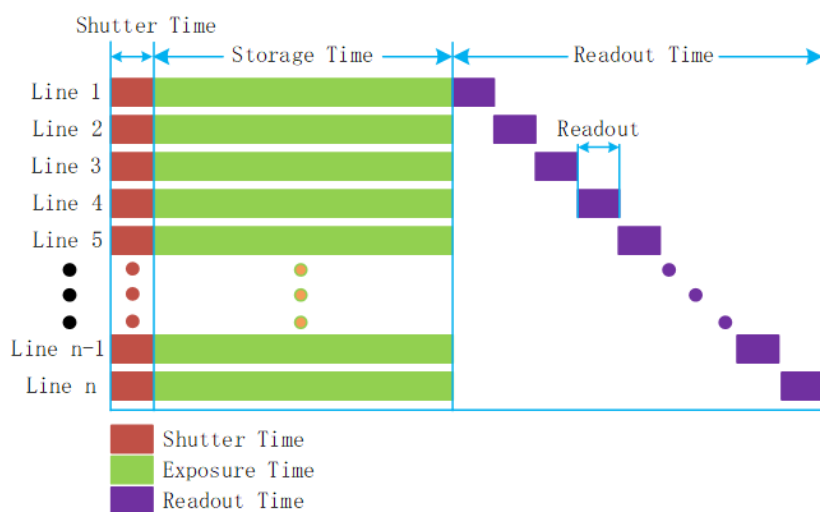 Shutter Time
Storage Time
Readout Time
Line 1
Line 2
Readout
Line 3
Line 4
Line 5
Line n-1
Line n
Shutter Time
Exposure Time
Readout Time